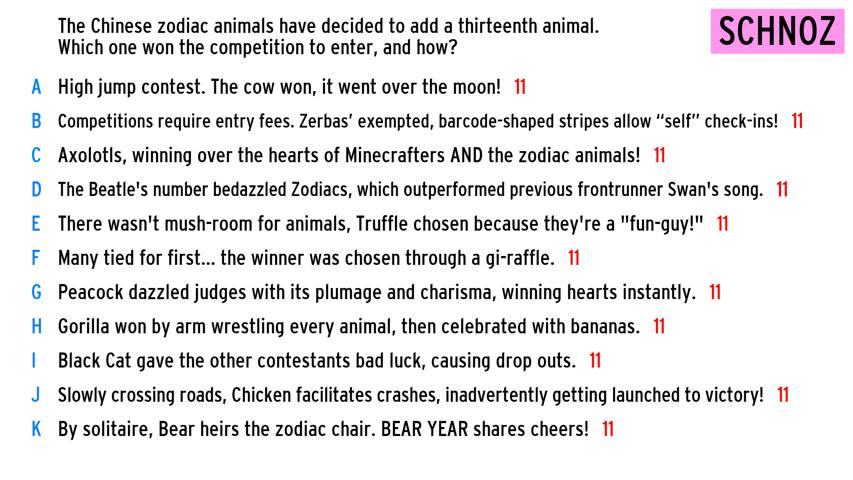 The Chinese zodiac animals have decided to add a thirteenth animal.
Which one won the competition to enter, and how?
SCHNOZ
A High jump contest. The cow won, it went over the moon! 11
B Competitions require entry fees. Zerbas' exempted, barcode-shaped stripes allow “self” check-ins! 11
C Axolotls, winning over the hearts of Minecrafters AND the zodiac animals! 11
D The Beatle's number bedazzled Zodiacs, which outperformed previous frontrunner Swan's song. 11
E There wasn't mush-room for animals, Truffle chosen because they're a "fun-guy!" 11
F Many tied for first... the winner was chosen through a gi-raffle. 11
G Peacock dazzled judges with its plumage and charisma, winning hearts instantly. 11
H Gorilla won by arm wrestling every animal, then celebrated with bananas. 11
I Black Cat gave the other contestants bad luck, causing drop outs. 11
J Slowly crossing roads, Chicken facilitates crashes, inadvertently getting launched to victory! 11
K By solitaire, Bear heirs the zodiac chair. BEAR YEAR shares cheers! 11